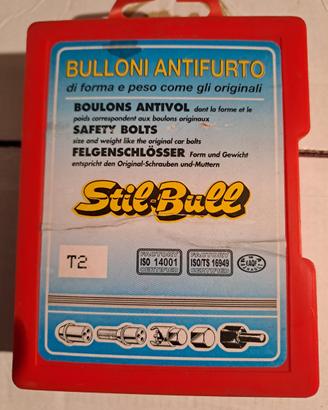 BULLONI ANTIFURTO
di forma e peso come gli originali
BOULONS ANTIVOL dont la forme et le
poids correspondent aux boulons originaux
SAFETY BOLTS
size and weight like the original car bolts
FELGENSCHLÖSSER Form und Gewicht
entspricht den Original-Schrauben und-Muttern
Stil-Bull
T2
FACTORY
ISO 14001
FACTORY
ISO/TS 16949